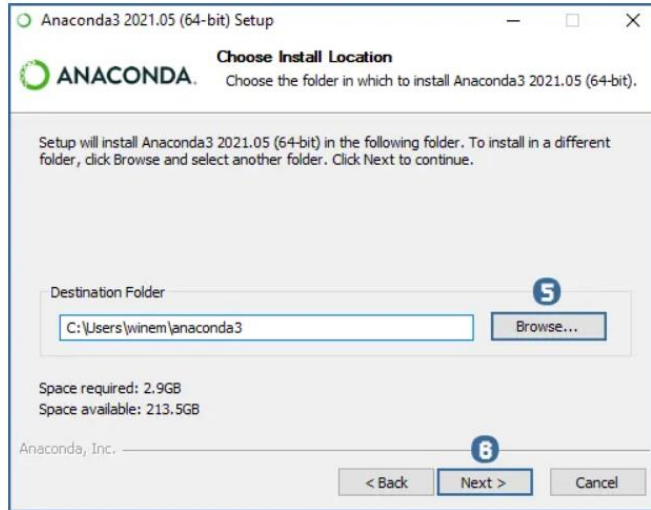 Anaconda3 2021.05 (64-bit) Setup
ANACONDA.
Choose Install Location
Choose the folder in which to install Anaconda3 2021.05 (64-bit).
Setup will install Anaconda3 2021.05 (64-bit) in the following folder. To install in a different
folder, click Browse and select another folder. Click Next to continue.
Destination Folder
5
C:\Users\winem\anaconda3
Browse...
Space required: 2.9GB
Space available: 213.5GB
Anaconda, Inc.
6
< Back
Next >
Cancel